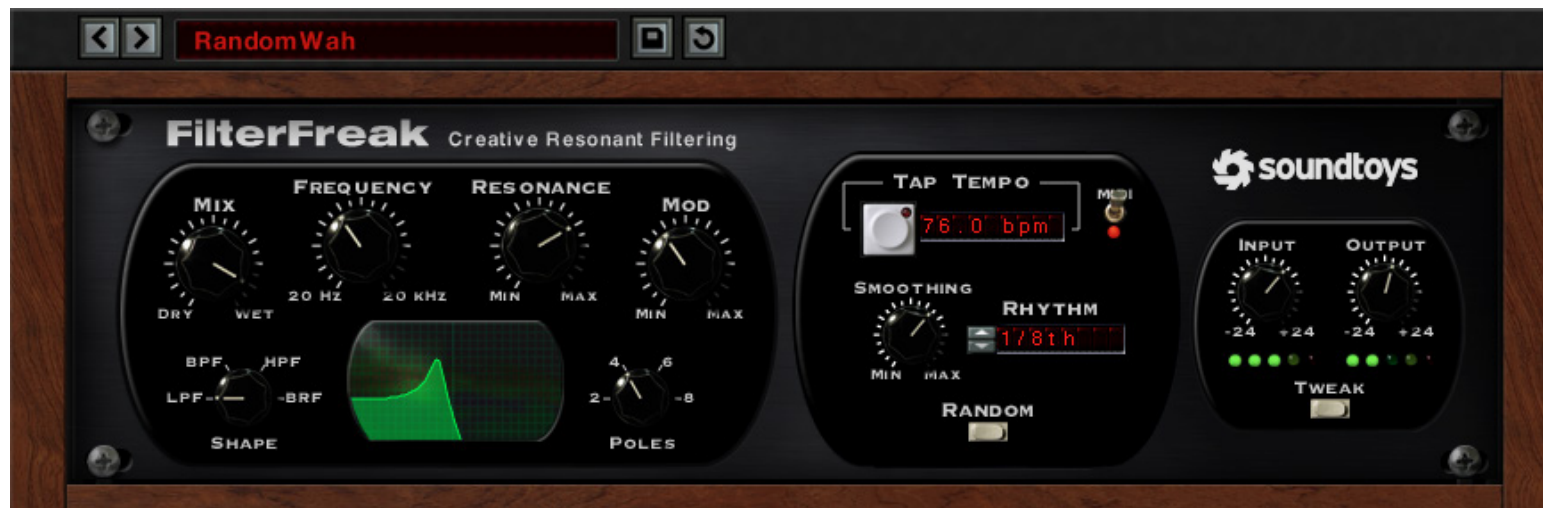 RandomWah
FilterFreak Creative Resonant Filtering
soundtoys
MIX
FREQUENCY
RESONANCE
MOD
DRY WET
20 HZ 20 KHZ
MIN MAX
MIN MAX
BPF HPF
LPF BRF
SHAPE
4 6
2 8
POLES
TAP TEMPO
76.0 bpm
MIDI
SMOOTHING
MIN MAX
RHYTHM
1/8th
RANDOM
INPUT OUTPUT
-24 +24 -24 +24
TWEAK